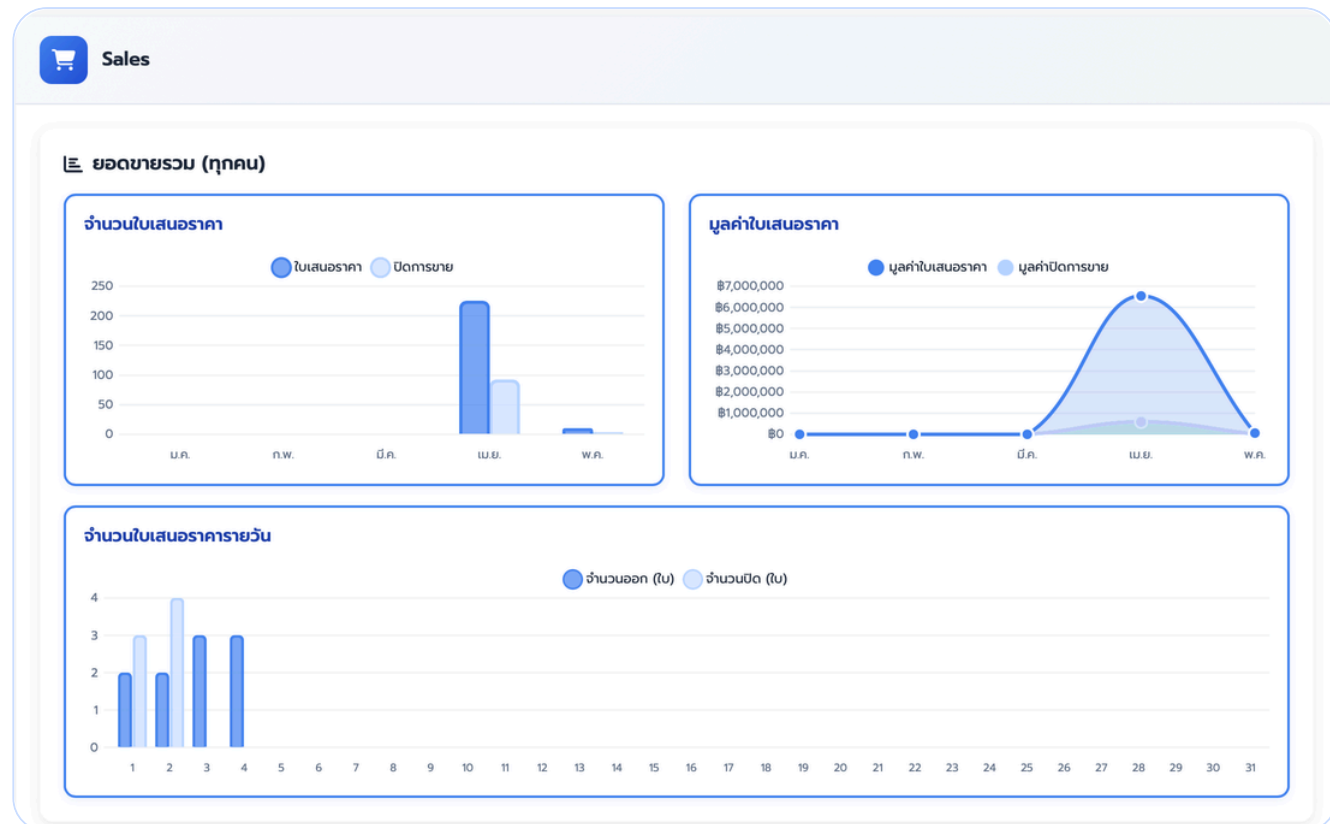 Sales
ยอดขายรวม (ทุกคน)
จำนวนใบเสนอราคา
ใบเสนอราคา ปิดการขาย
250
200
150
100
50
0
ม.ค. ก.พ. มี.ค. เม.ย. พ.ค.
มูลค่าใบเสนอราคา
มูลค่าใบเสนอราคา มูลค่าปิดการขาย
฿7,000,000
฿6,000,000
฿5,000,000
฿4,000,000
฿3,000,000
฿2,000,000
฿1,000,000
฿0
ม.ค. ก.พ. มี.ค. เม.ย. พ.ค.
จำนวนใบเสนอราคารายวัน
จำนวนออก (ใบ) จำนวนปิด (ใบ)
4
3
2
1
0
1 2 3 4 5 6 7 8 9 10 11 12 13 14 15 16 17 18 19 20 21 22 23 24 25 26 27 28 29 30 31